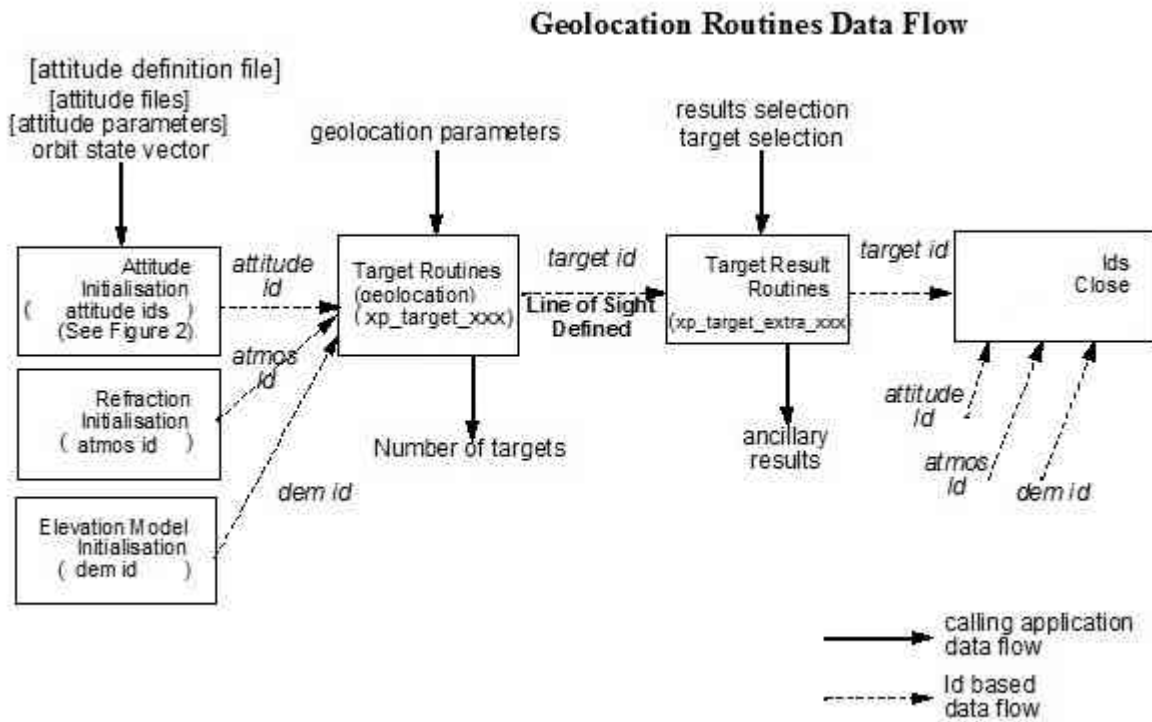 Geolocation Routines Data Flow
[attitude definition file]
[attitude files]
[attitude parameters]
orbit state vector
geolocation parameters
results selection
target selection
Attitude
Initialisation
( attitude ids )
(See Figure 2)
attitude
id
Target Routines
(geolocation)
(xp_target_xxx)
target id
Line of Sight
Defined
Target Result
Routines
(xp_target_extra_xxx)
target id
Ids
Close
atmos
id
Refraction
Initialisation
( atmos id )
Number of targets
ancillary
results
attitude
id
atmos
id
dem id
dem id
Elevation Model
Initialisation
( dem id )
calling application
data flow
Id based
data flow